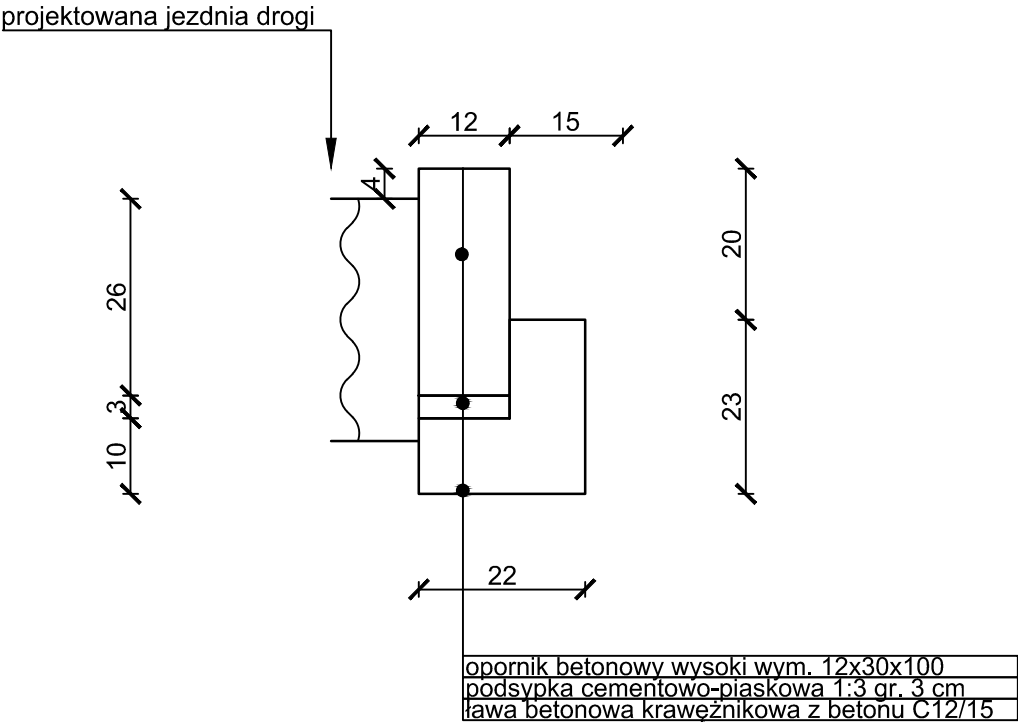 projektowana jezdnia drogi
12
15
4
20
26
3
23
10
22
opornik betonowy wysoki wym. 12x30x100
podsypka cementowo-piaskowa 1:3 gr. 3 cm
ława betonowa krawężnikowa z betonu C12/15